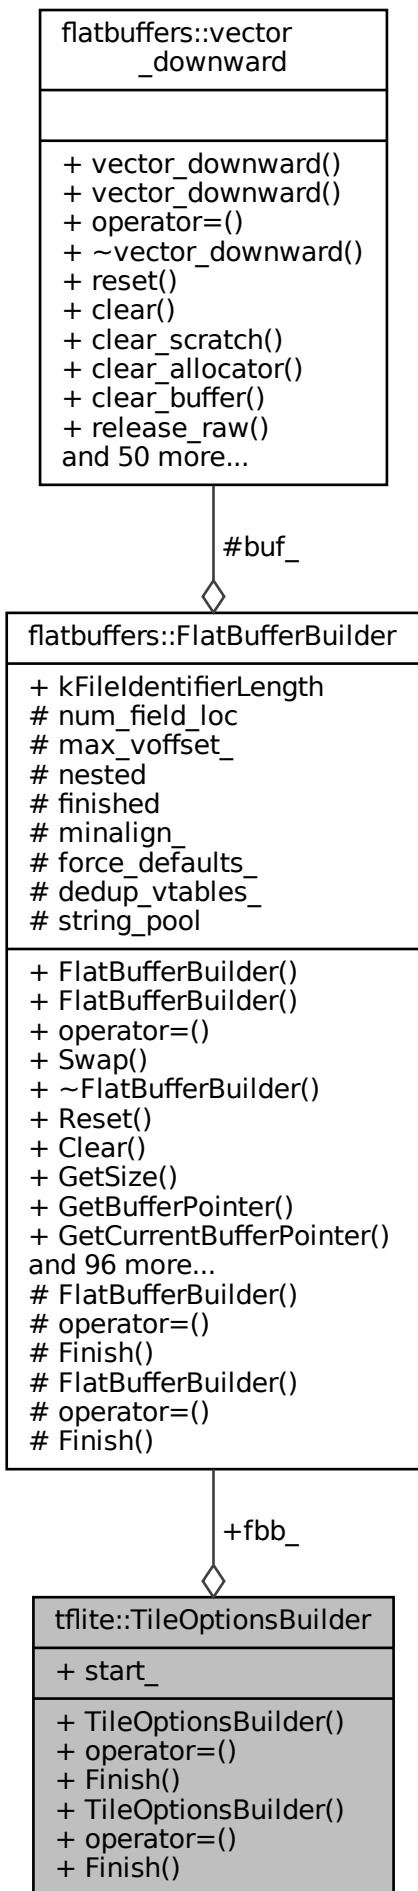 flatbuffers::vector
_downward
+ vector_downward()
+ vector_downward()
+ operator=()
+ ~vector_downward()
+ reset()
+ clear()
+ clear_scratch()
+ clear_allocator()
+ clear_buffer()
+ release_raw()
and 50 more...
#buf_
flatbuffers::FlatBufferBuilder
+ kFileIdentifierLength
# num_field_loc
# max_voffset_
# nested
# finished
# minalign_
# force_defaults_
# dedup_vtables_
# string_pool
+ FlatBufferBuilder()
+ FlatBufferBuilder()
+ operator=()
+ Swap()
+ ~FlatBufferBuilder()
+ Reset()
+ Clear()
+ GetSize()
+ GetBufferPointer()
+ GetCurrentBufferPointer()
and 96 more...
# FlatBufferBuilder()
# operator=()
# Finish()
# FlatBufferBuilder()
# operator=()
# Finish()
+fbb_
tflite::TileOptionsBuilder
+ start_
+ TileOptionsBuilder()
+ operator=()
+ Finish()
+ TileOptionsBuilder()
+ operator=()
+ Finish()